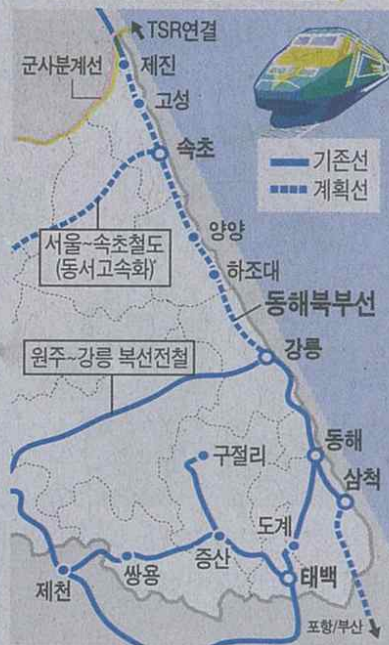 TSR연결
군사분계선
제진
고성
속초
기존선
계획선
서울~속초철도
(동서고속화)
양양
하조대
동해북부선
원주~강릉 복선전철
강릉
구절리
동해
삼척
도계
증산
쌍용
태백
제천
포항/부산